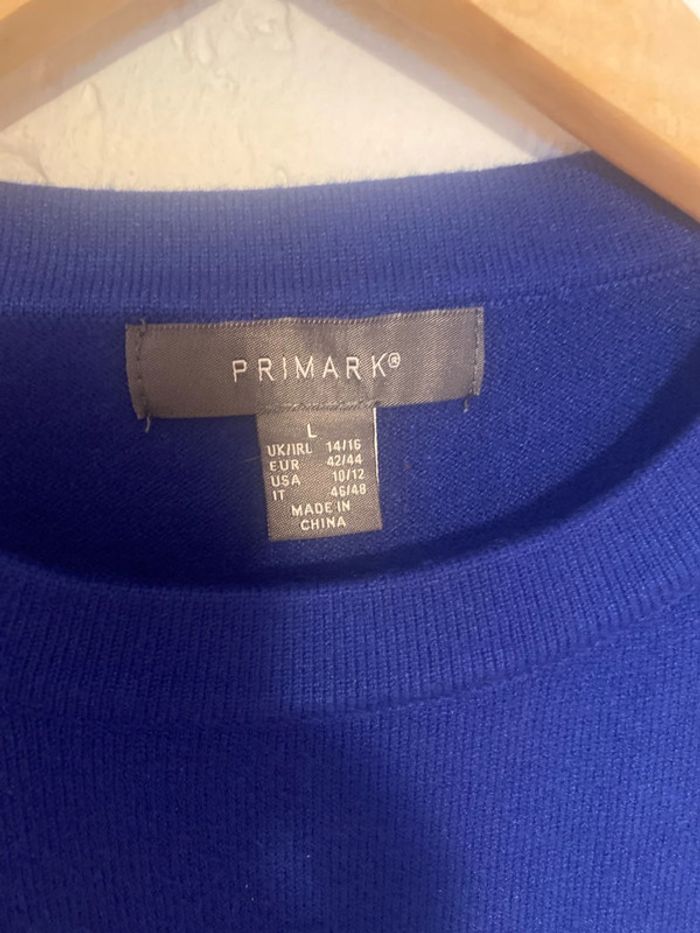 PRIMARK®
L
UK/IRL 14/16
EUR 42/44
USA 10/12
IT 46/48
MADE IN
CHINA